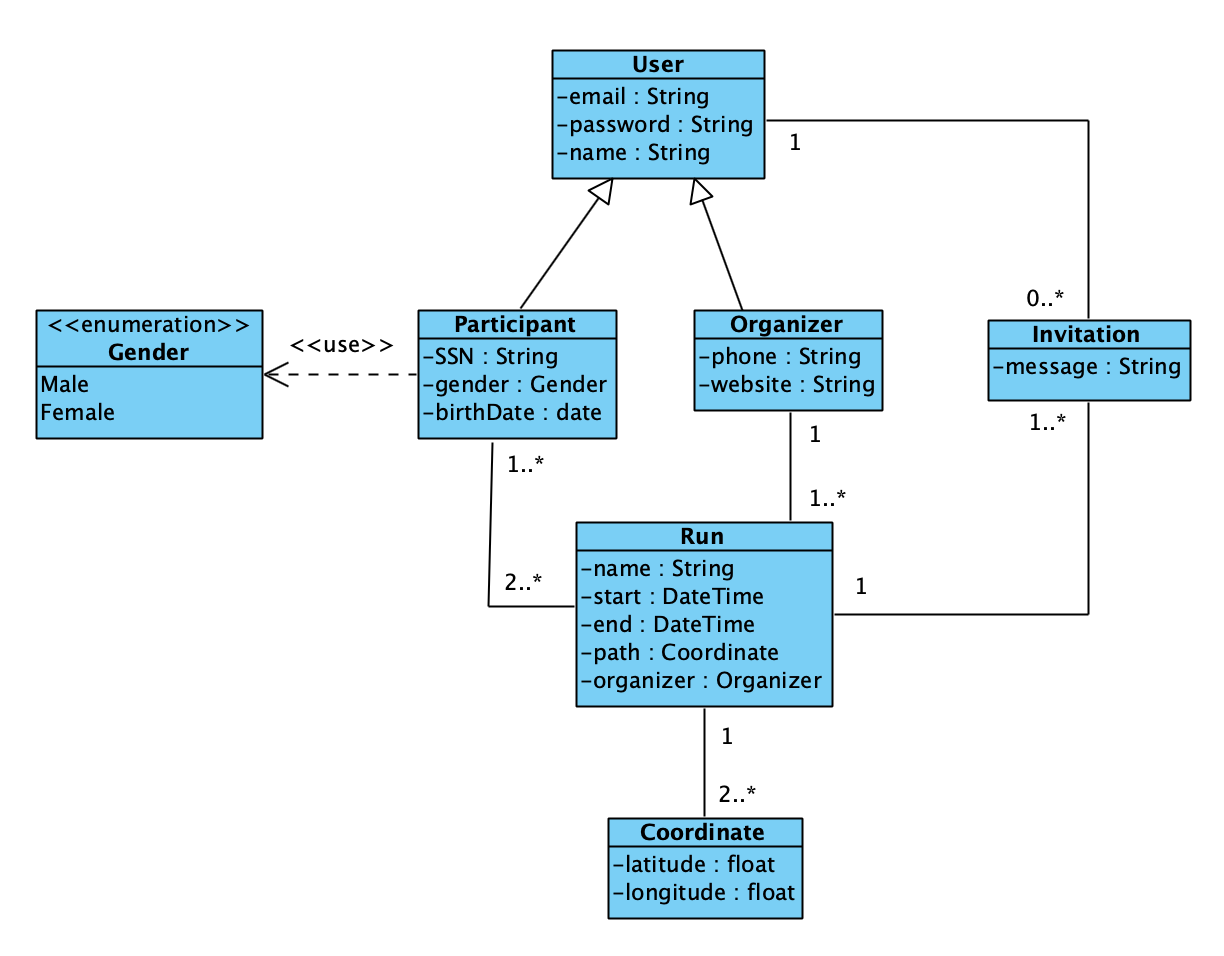 User
-email : String
-password : String
-name : String
1
0..*
<<enumeration>>
Gender
Male
Female
<<use>>
Participant
-SSN : String
-gender : Gender
-birthDate : date
Organizer
-phone : String
-website : String
Invitation
-message : String
1..*
1
1..*
1..*
2..*
Run
-name : String
-start : DateTime
-end : DateTime
-path : Coordinate
-organizer : Organizer
1
1
2..*
Coordinate
-latitude : float
-longitude : float